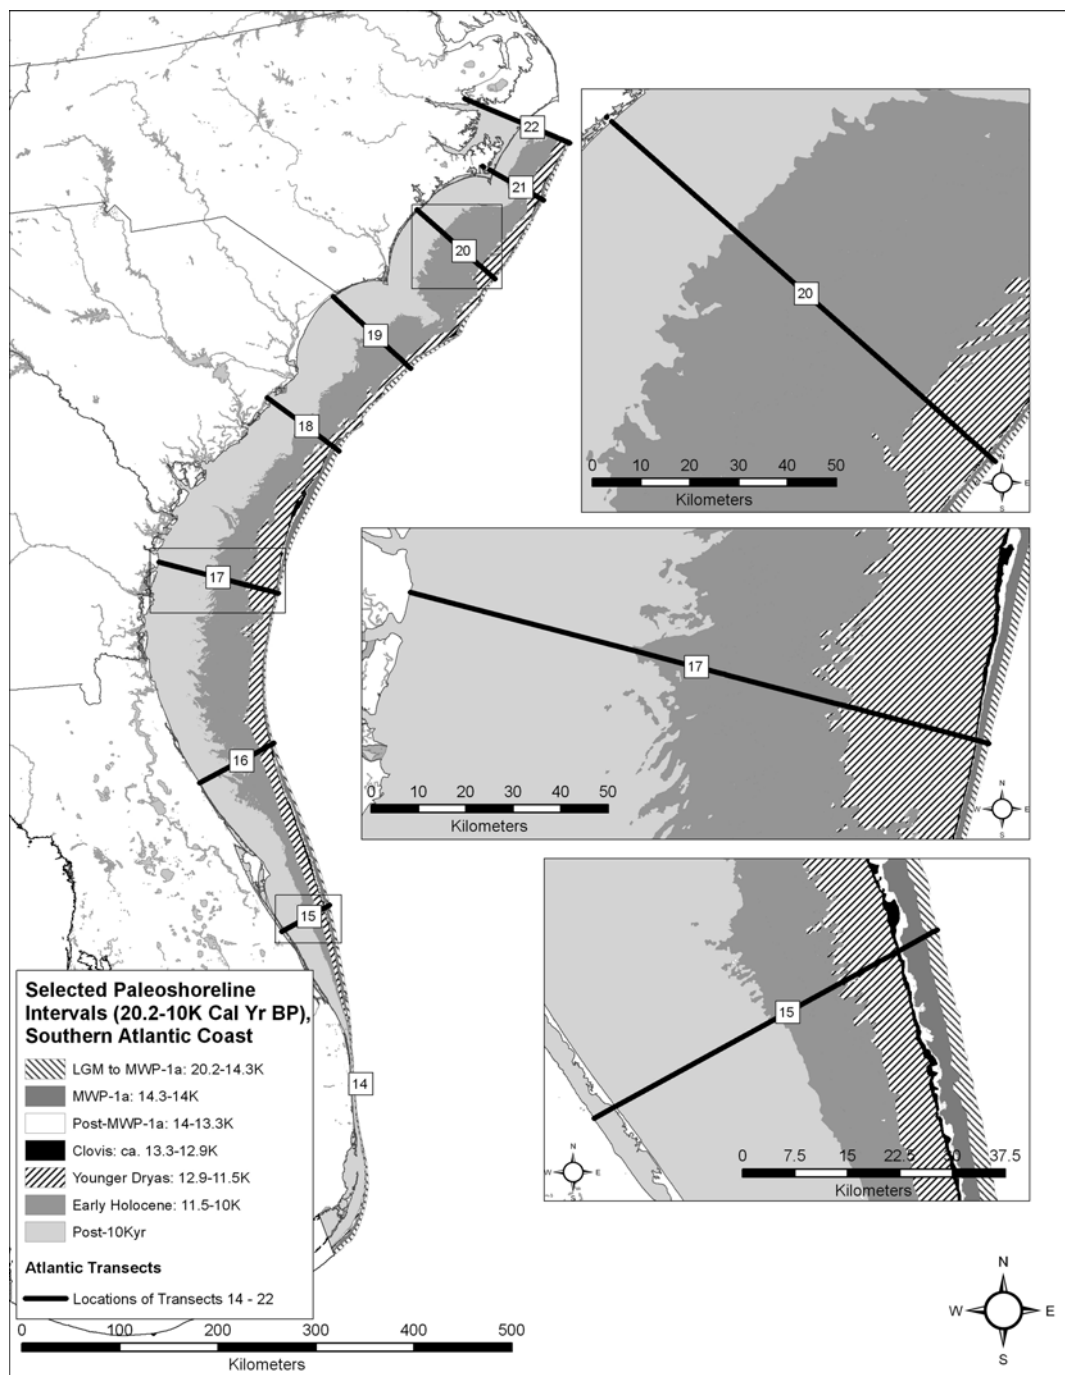 22
21
20
19
18
17
16
15
14
20
0 10 20 30 40 50
Kilometers
N
W E
S
17
0 10 20 30 40 50
Kilometers
N
W E
S
15
0 7.5 15 22.5 30 37.5
Kilometers
N
W E
S
Selected Paleoshoreline
Intervals (20.2-10K Cal Yr BP),
Southern Atlantic Coast
LGM to MWP-1a: 20.2-14.3K
MWP-1a: 14.3-14K
Post-MWP-1a: 14-13.3K
Clovis: ca. 13.3-12.9K
Younger Dryas: 12.9-11.5K
Early Holocene: 11.5-10K
Post-10Kyr
Atlantic Transects
Locations of Transects 14 - 22
0 100 200 300 400 500
Kilometers
N
W E
S